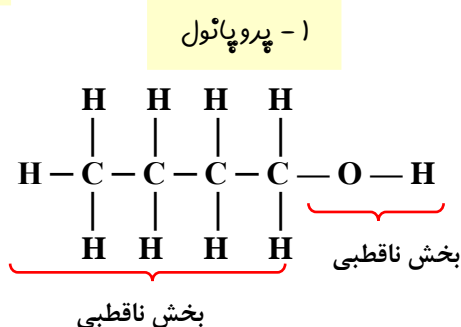 ۱ - پروپانول
H H H H
H – C – C – C – C – O – H
H H H H
بخش ناقطبی
بخش ناقطبی